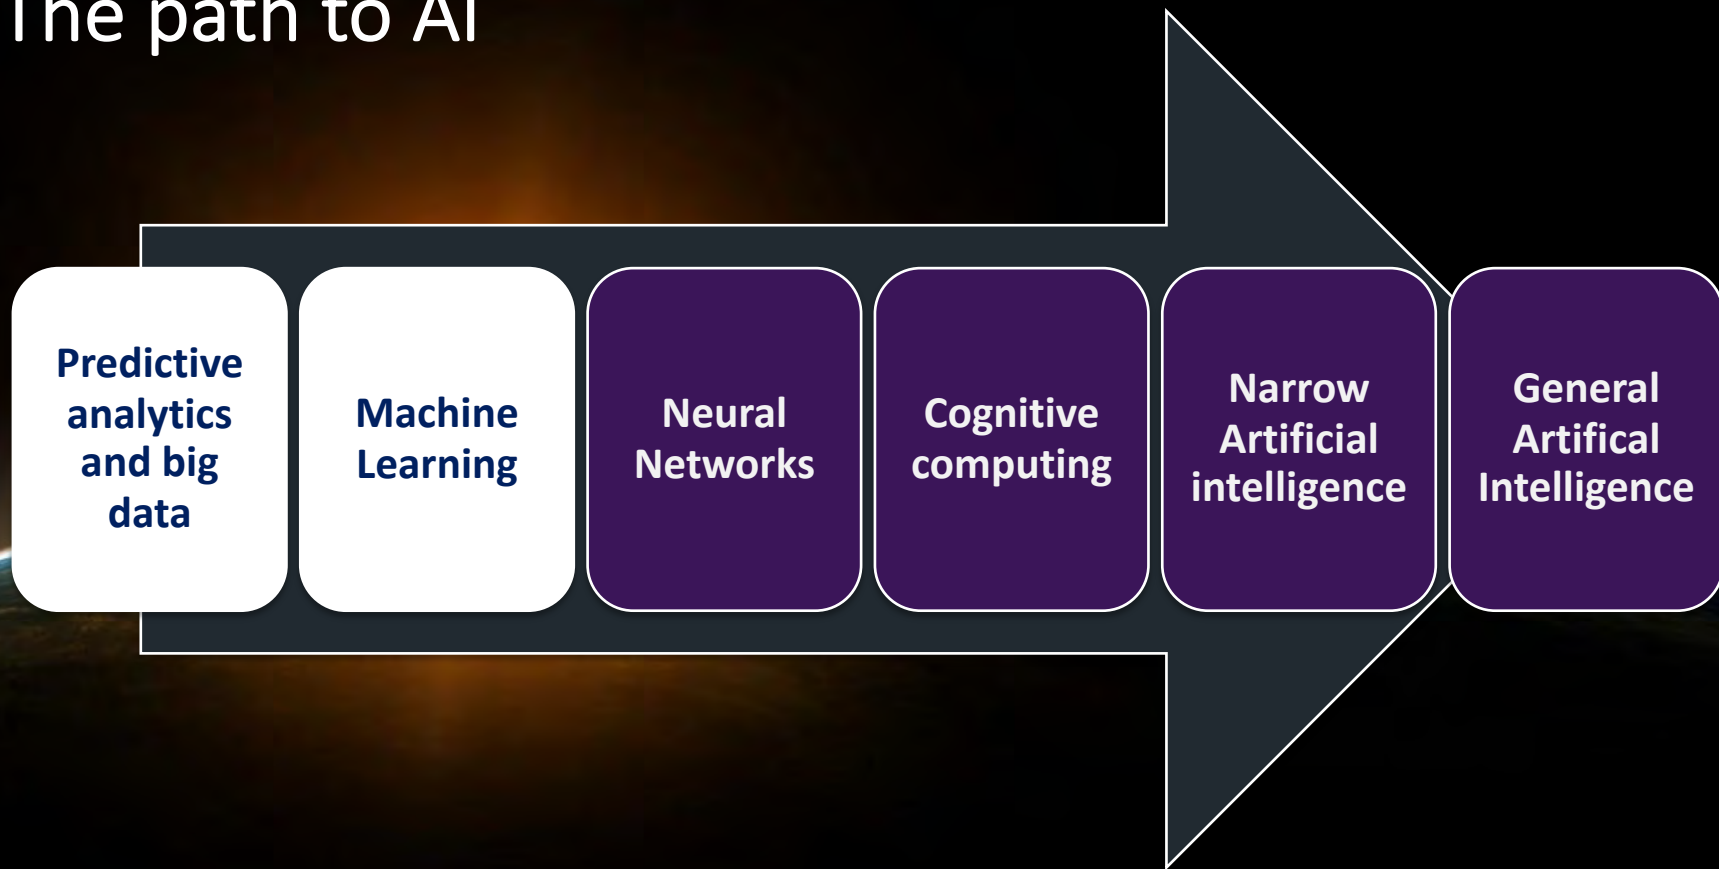 The path to AI
Predictive
analytics
and big
data
Machine
Learning
Neural
Networks
Cognitive
computing
Narrow
Artificial
intelligence
General
Artifical
Intelligence